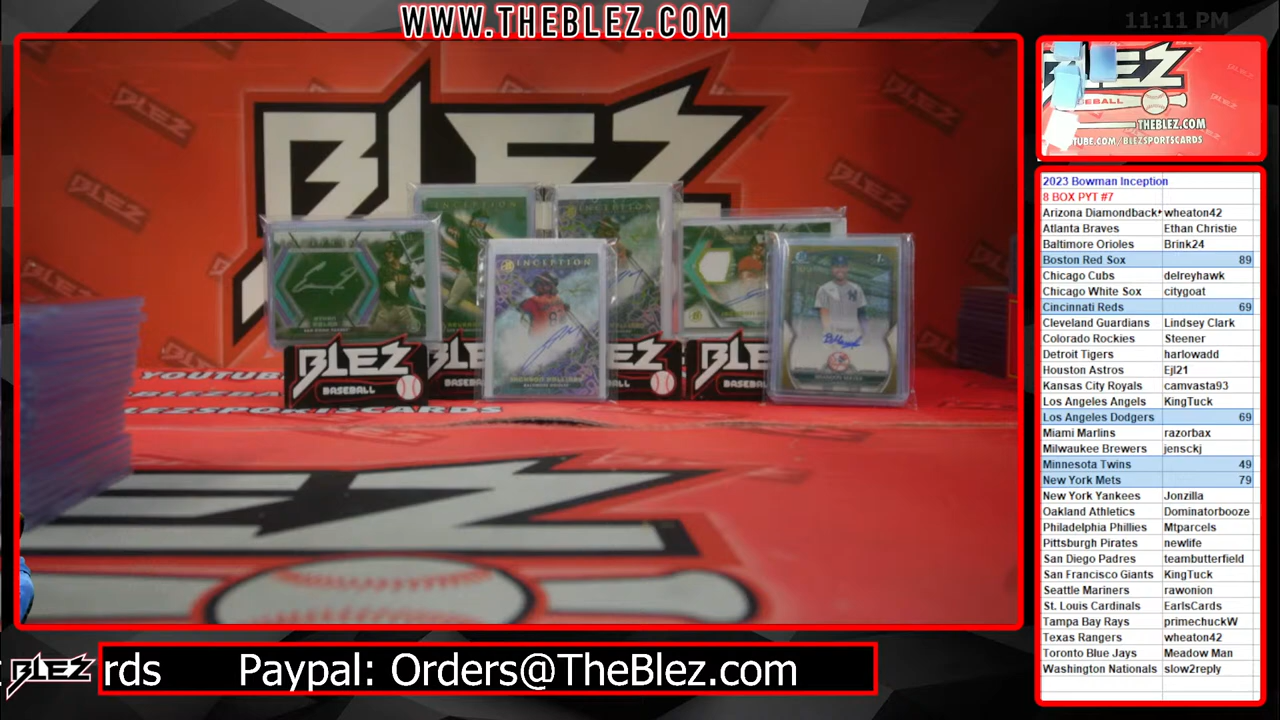 WWW.THEBLEZ.COM
11:11 PM
BLEZ
BLEZ
BLEZ
BLEZ
INCEPTION
INCEPTION
BLEZ
BASEBALL
BLEZ
BASEBALL
BLEZ
BASEBALL
YOUTUBE
BLEZSPORTSCARDS
BLEZ
BASEBALL
THEBLEZ.COM
TUBE.COM/BLEZSPORTSCARDS
2023 Bowman Inception
8 BOX PYT #7
Arizona Diamondback wheaton42
Atlanta Braves Ethan Christie
Baltimore Orioles Brink24
Boston Red Sox 89
Chicago Cubs delreyhawk
Chicago White Sox citygoat
Cincinnati Reds 69
Cleveland Guardians Lindsey Clark
Colorado Rockies Steener
Detroit Tigers harlowadd
Houston Astros Ejl21
Kansas City Royals camvasta93
Los Angeles Angels KingTuck
Los Angeles Dodgers 69
Miami Marlins razorbax
Milwaukee Brewers jensckj
Minnesota Twins 49
New York Mets 79
New York Yankees Jonzilla
Oakland Athletics Dominatorbooze
Philadelphia Phillies Mtparcels
Pittsburgh Pirates newlife
San Diego Padres teambutterfield
San Francisco Giants KingTuck
Seattle Mariners rawonion
St. Louis Cardinals EarlsCards
Tampa Bay Rays primechuckW
Texas Rangers wheaton42
Toronto Blue Jays Meadow Man
Washington Nationals slow2reply
BLEZ
rds Paypal: Orders@TheBlez.com